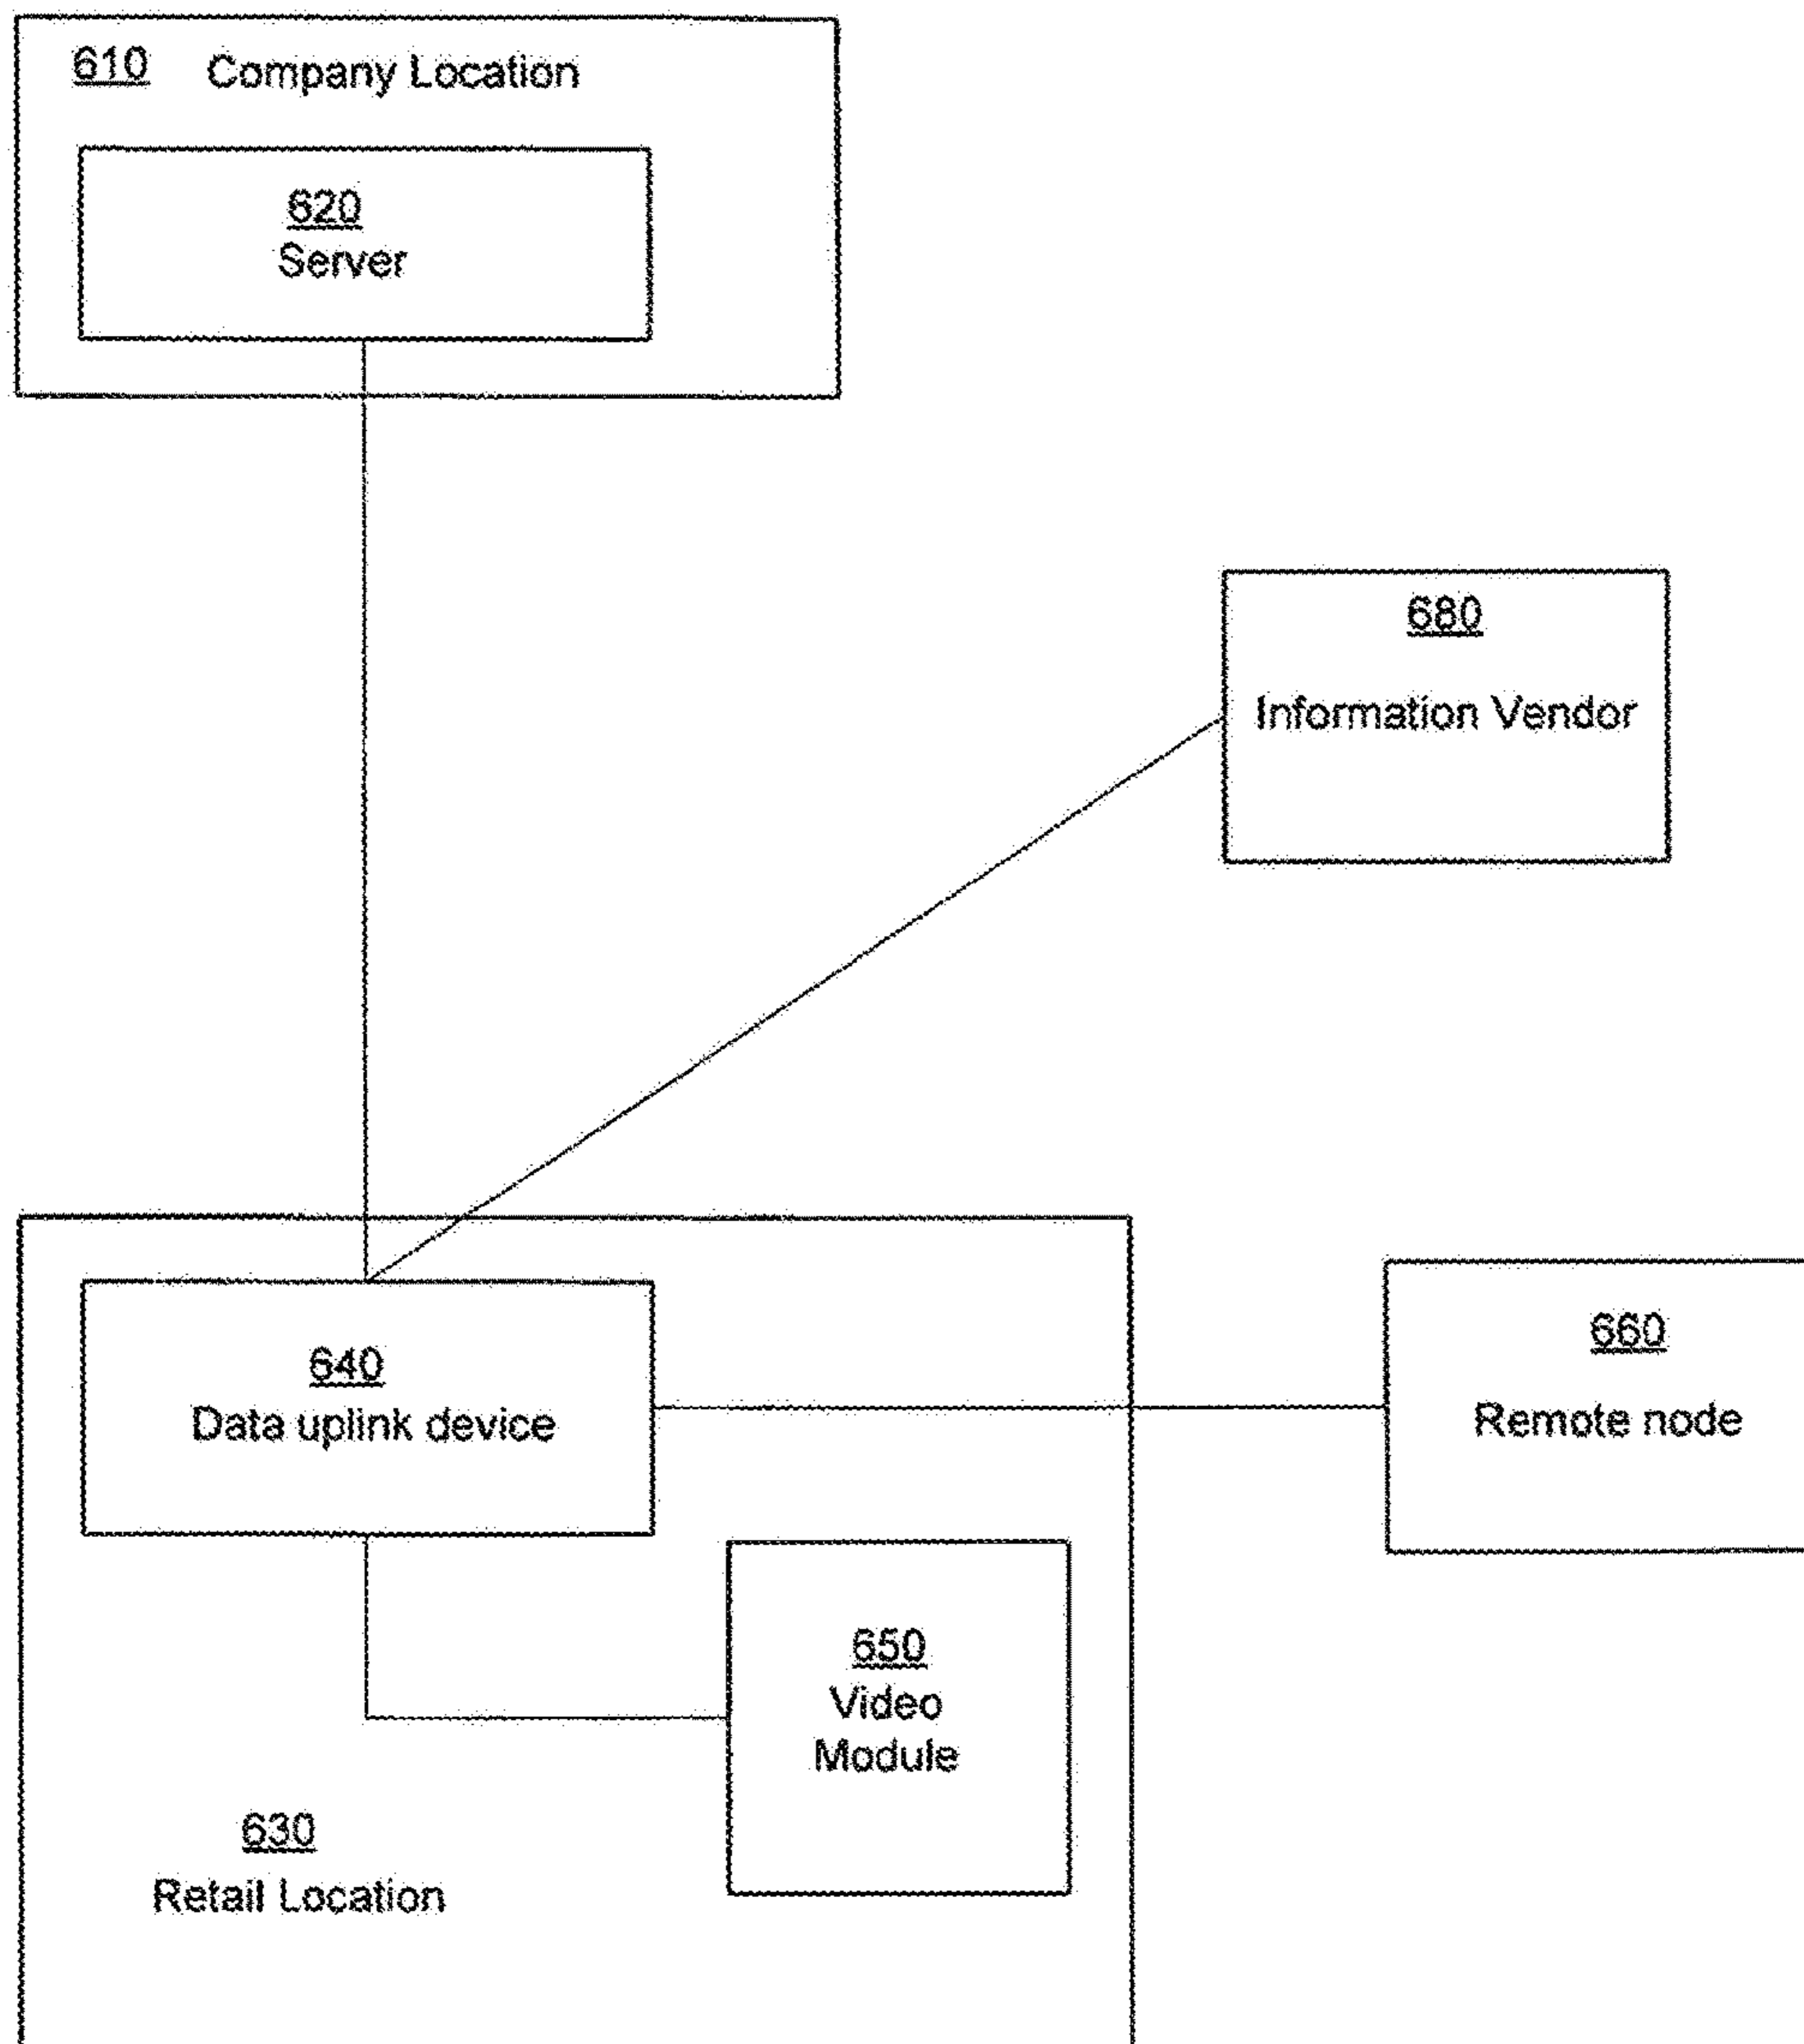 610 Company Location
620
Server
680
Information Vendor
640
Data uplink device
660
Remote node
650
Video
Module
630
Retail Location